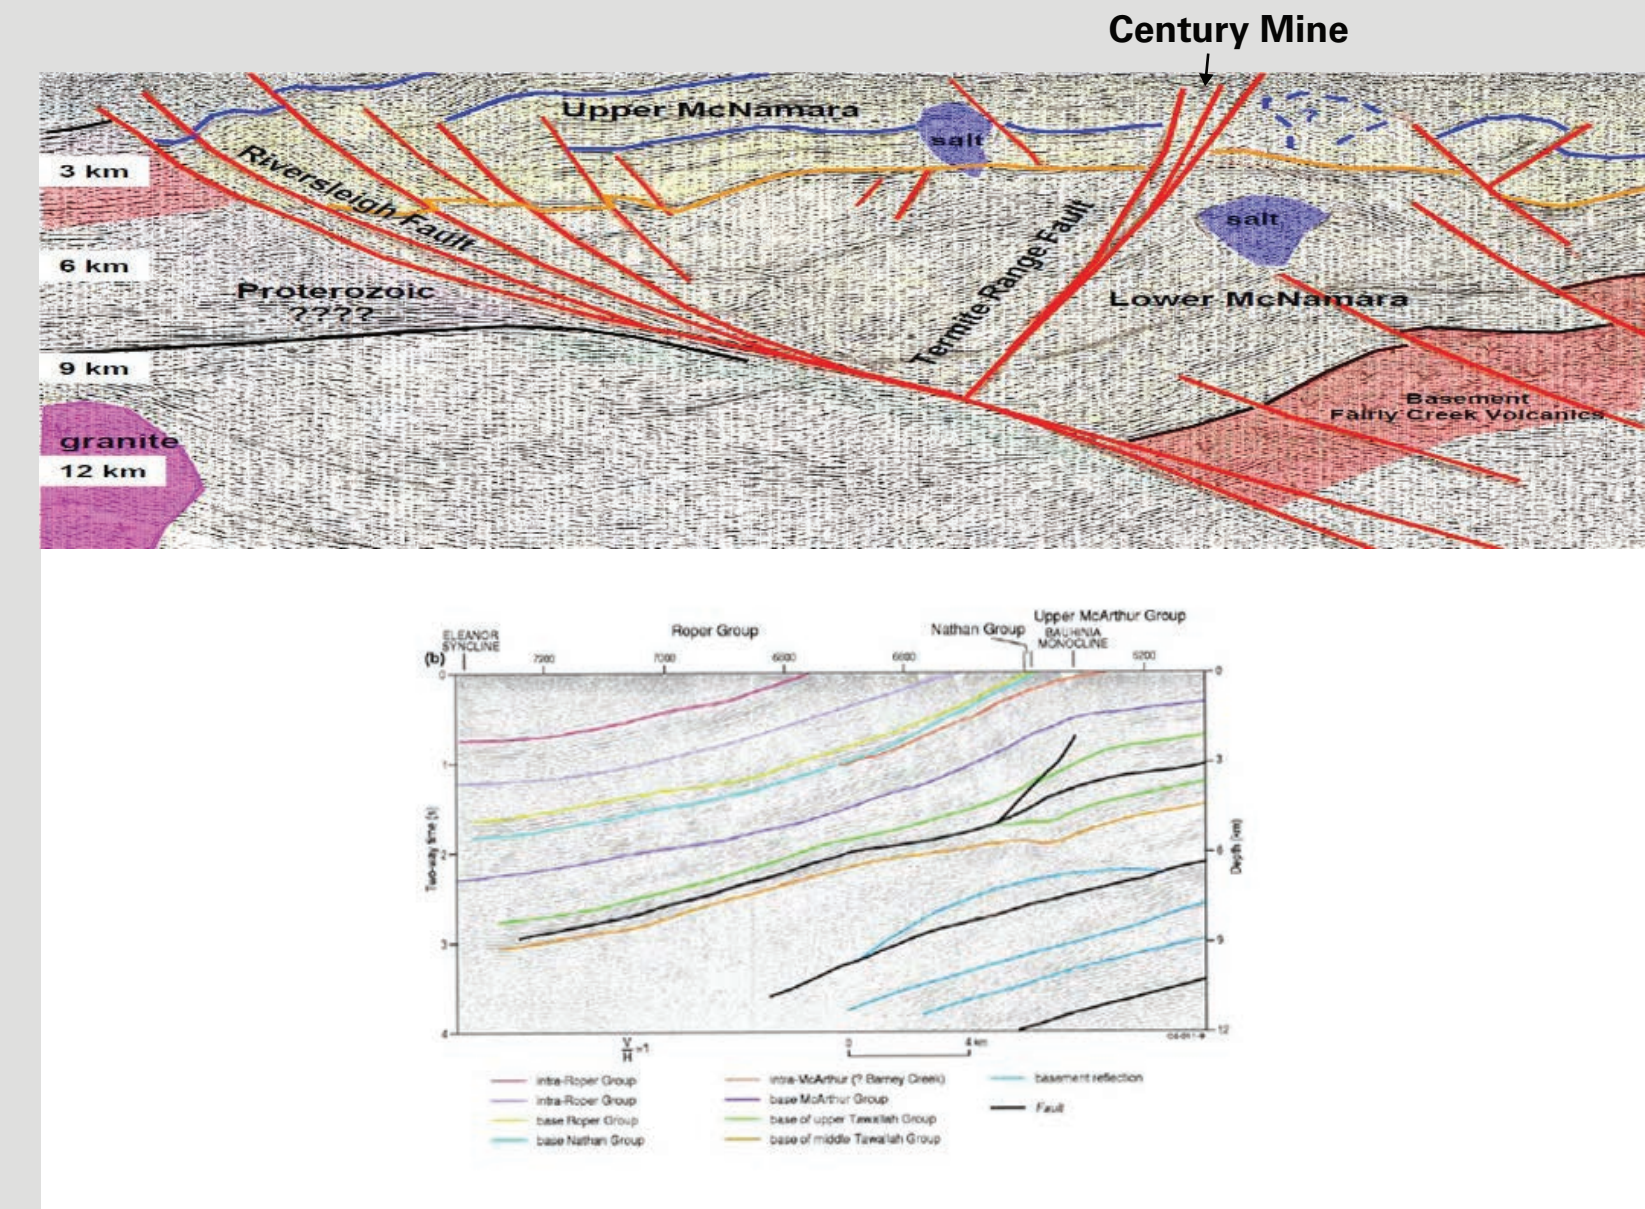 Century Mine
Upper McNamara
salt
?
3 km
Riversleigh Fault
salt
6 km
Termite Range Fault
Proterozoic
????
Lower McNamara
9 km
Basement
Fairly Creek Volcanics
granite
12 km
Upper McArthur Group
ELEANOR
SYNCLINE
Roper Group
Nathan Group
BAUHINIA
MONOCLINE
(b)
7200
7000
6800
6600
6200
0
0
1
3
Two-way time (s)
Depth (km)
2
6
3
9
4
12
V
H
=1
0
4 km
intra-Roper Group
intra-McArthur (? Barney Creek)
basement reflection
intra-Roper Group
base McArthur Group
Fault
base Roper Group
base of upper Tawallah Group
base Nathan Group
base of middle Tawallah Group